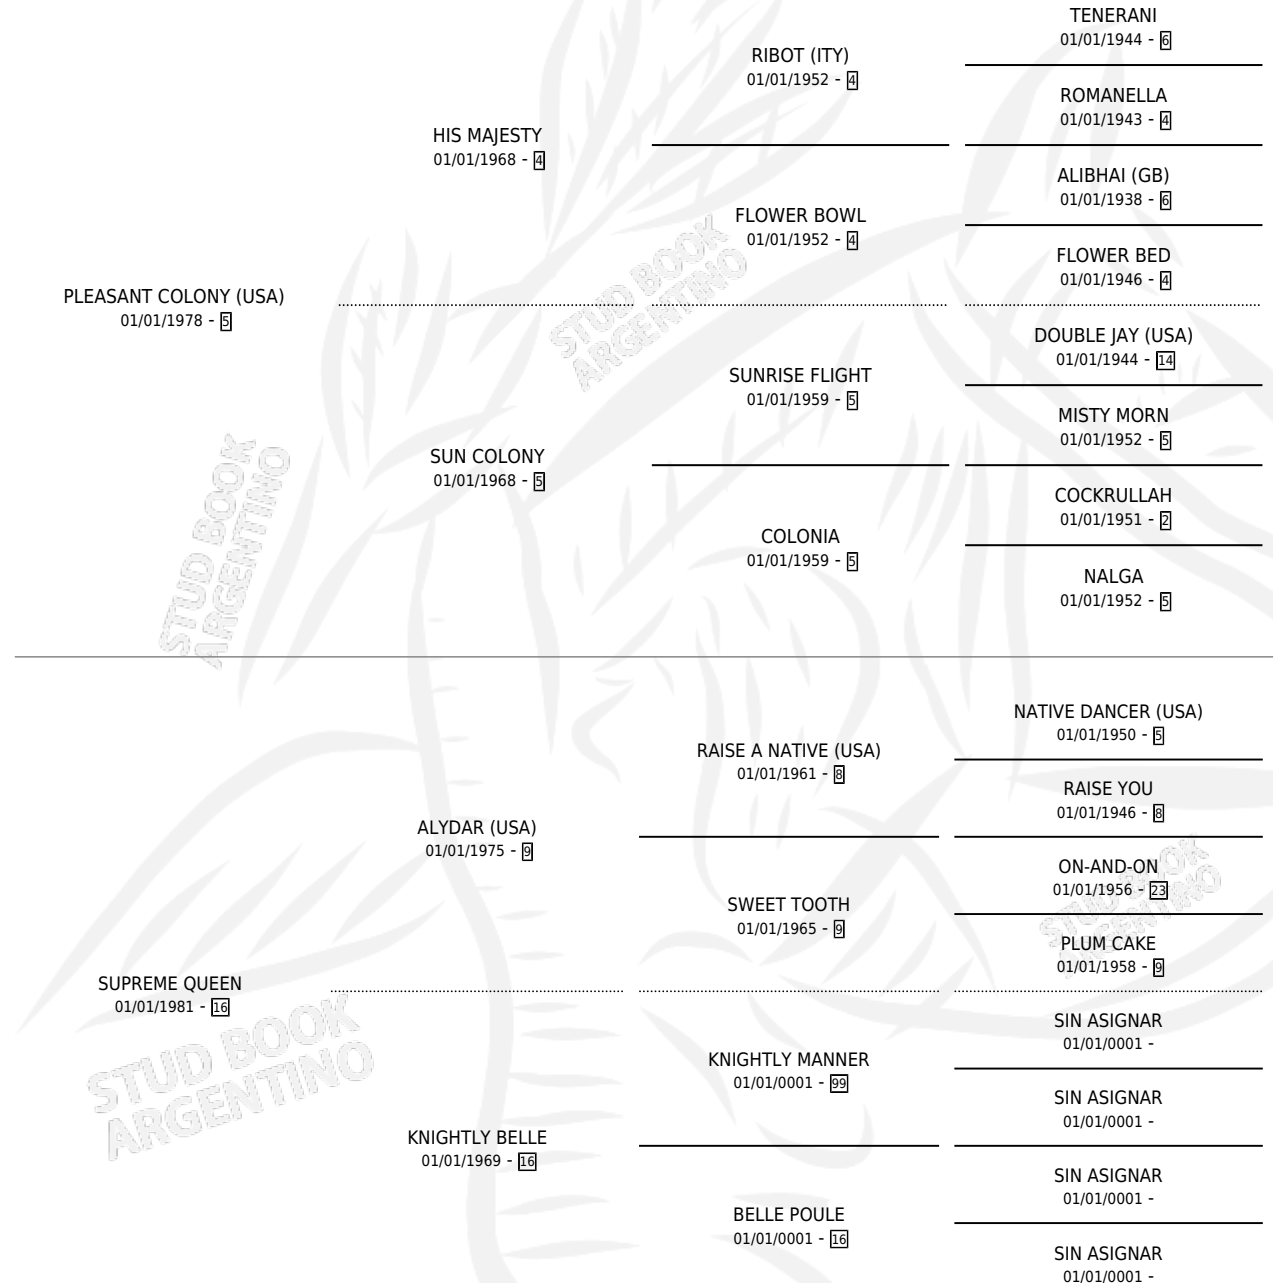 TENERANI
01/01/1944 - 6
RIBOT (ITY)
01/01/1952 - 4
ROMANELLA
01/01/1943 - 4
HIS MAJESTY
01/01/1968 - 4
ALIBHAI (GB)
01/01/1938 - 6
FLOWER BOWL
01/01/1952 - 4
FLOWER BED
01/01/1946 - 4
PLEASANT COLONY (USA)
01/01/1978 - 5
DOUBLE JAY (USA)
01/01/1944 - 14
SUNRISE FLIGHT
01/01/1959 - 5
MISTY MORN
01/01/1952 - 5
SUN COLONY
01/01/1968 - 5
COCKRULLAH
01/01/1951 - 2
COLONIA
01/01/1959 - 5
NALGA
01/01/1952 - 5
NATIVE DANCER (USA)
01/01/1950 - 5
RAISE A NATIVE (USA)
01/01/1961 - 8
RAISE YOU
01/01/1946 - 8
ALYDAR (USA)
01/01/1975 - 9
ON-AND-ON
01/01/1956 - 23
SWEET TOOTH
01/01/1965 - 9
PLUM CAKE
01/01/1958 - 9
SUPREME QUEEN
01/01/1981 - 16
SIN ASIGNAR
01/01/0001 -
KNIGHTLY MANNER
01/01/0001 - 99
SIN ASIGNAR
01/01/0001 -
KNIGHTLY BELLE
01/01/1969 - 16
SIN ASIGNAR
01/01/0001 -
BELLE POULE
01/01/0001 - 16
SIN ASIGNAR
01/01/0001 -
STUD BOOK
ARGENTINO
STUD BOOK
ARGENTINO
STUD BOOK
ARGENTINO
STUD BOOK
ARGENTINO